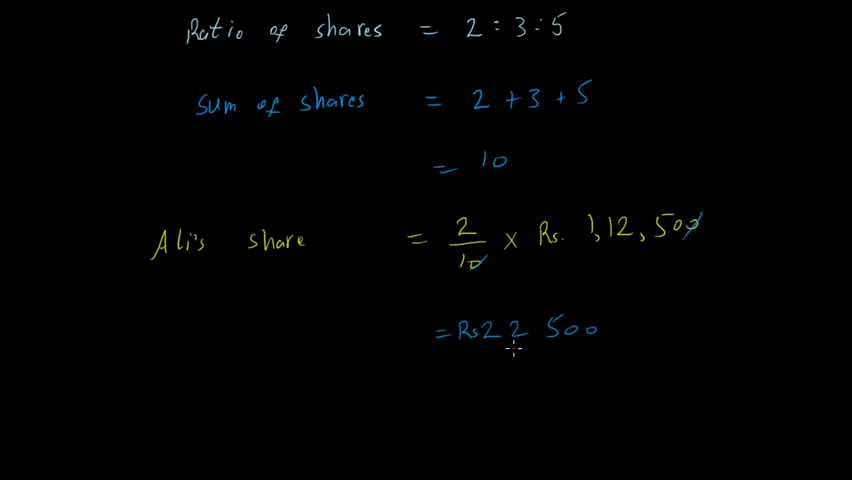 Ratio of shares = 2 : 3 : 5
Sum of shares = 2 + 3 + 5
= 10
Ali's share = 2/10 × Rs. 1,12,500
= Rs. 22 500